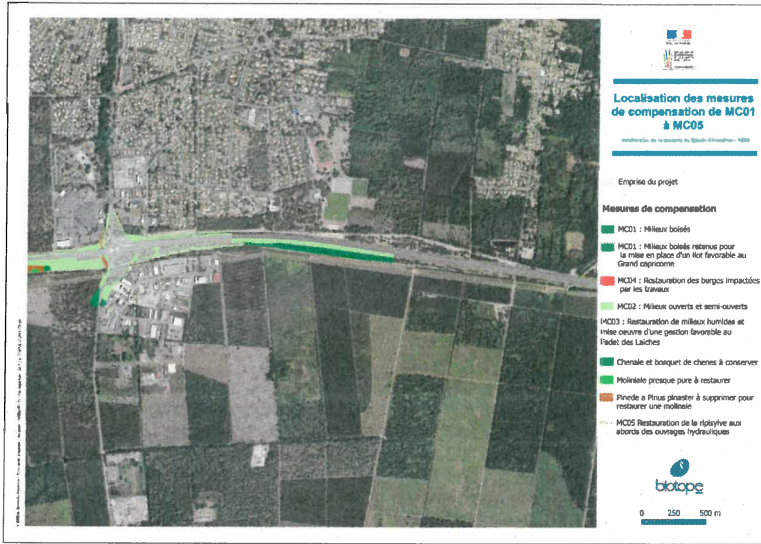 Localisation des mesures
de compensation de MC01
à MC05
Emprise du projet
Mesures de compensation
MC01 : Milieux boisés
MC01 : Milieux boisés retenus pour
la mise en place d'un îlot favorable au
Grand capricorne
MC04 : Restauration des berges impactées
par les travaux
MC02 : Milieux ouverts et semi-ouverts
MC03 : Restauration de milieux humides et
mise oeuvre d'une gestion favorable au
Fadet des Laiches
Chenaie et bosquet de chenes à conserver
Moliniaie presque pure à restaurer
Pinede a Pinus pinaster à supprimer pour
restaurer une molinaie
MC05 Restauration de la ripisylve aux
abords des ouvrages hydrauliques
biotope
0 250 500 m